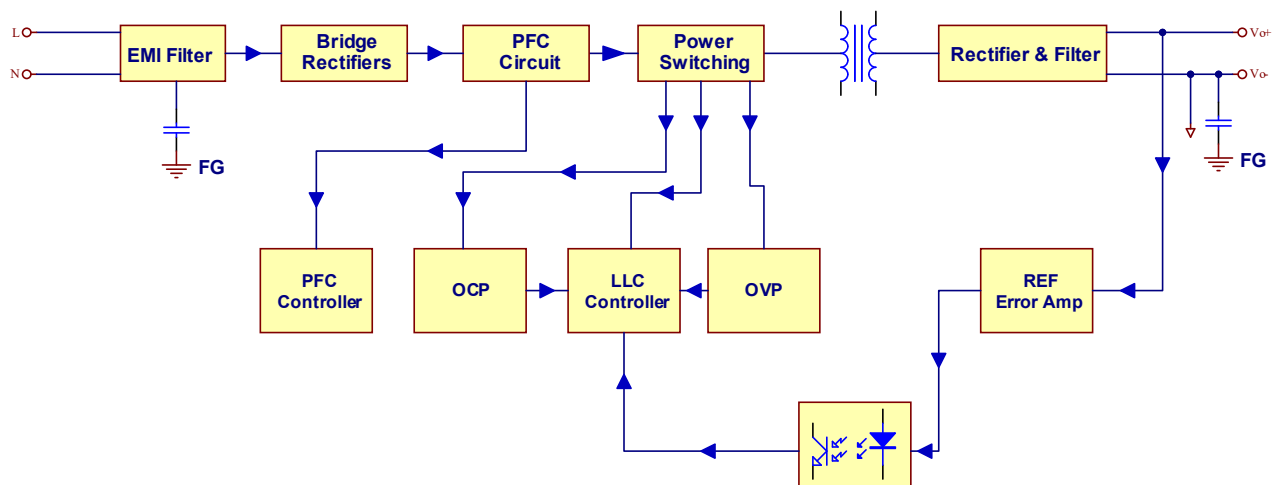 L
N
EMI Filter
Bridge
Rectifiers
PFC
Circuit
Power
Switching
Rectifier & Filter
Vo+
Vo-
FG
FG
PFC
Controller
OCP
LLC
Controller
OVP
REF
Error Amp